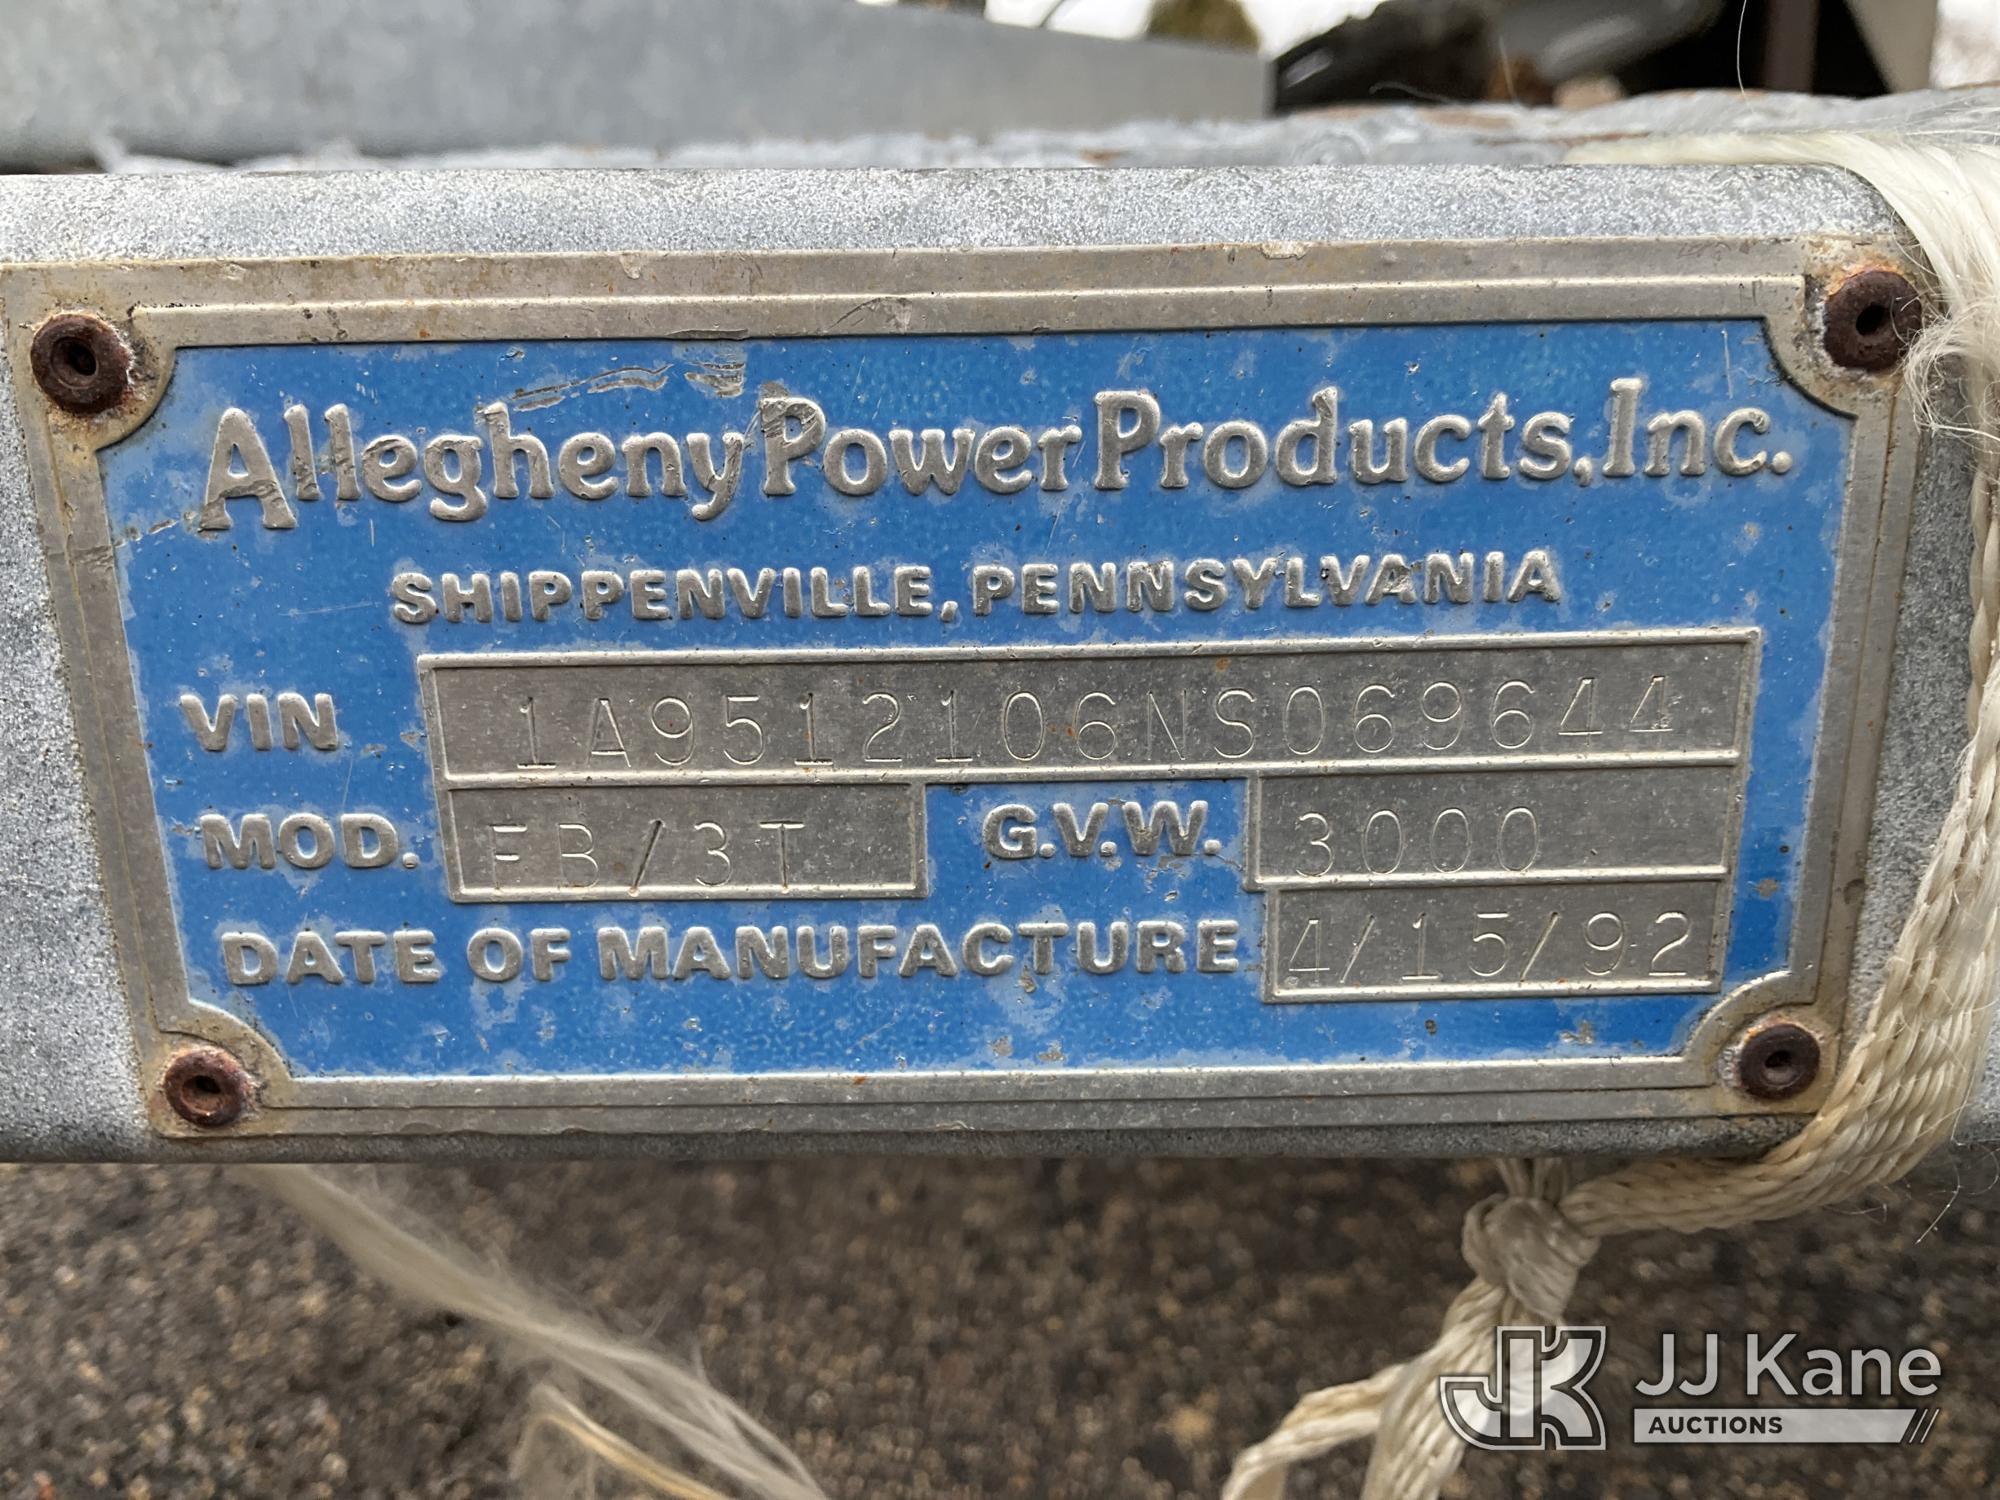 Allegheny Power Products, Inc.
SHIPPENVILLE, PENNSYLVANIA
VIN 1A9512106NS069644
MOD. FB/3T G.V.W. 3000
DATE OF MANUFACTURE 4/15/92
JK JJ Kane
AUCTIONS